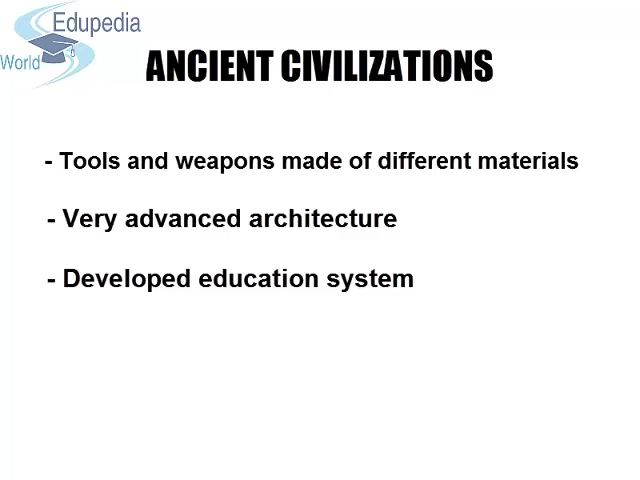 Edupedia
World
ANCIENT CIVILIZATIONS
- Tools and weapons made of different materials
- Very advanced architecture
- Developed education system